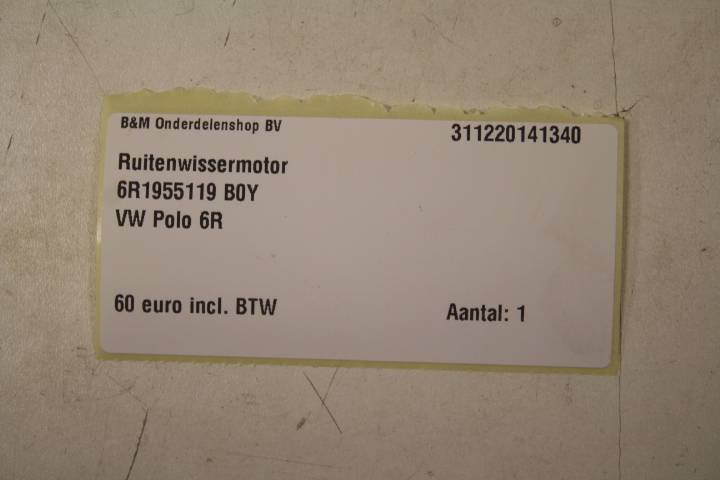 B&M Onderdelenshop BV 311220141340
Ruitenwissermotor
6R1955119 B0Y
VW Polo 6R
60 euro incl. BTW Aantal: 1